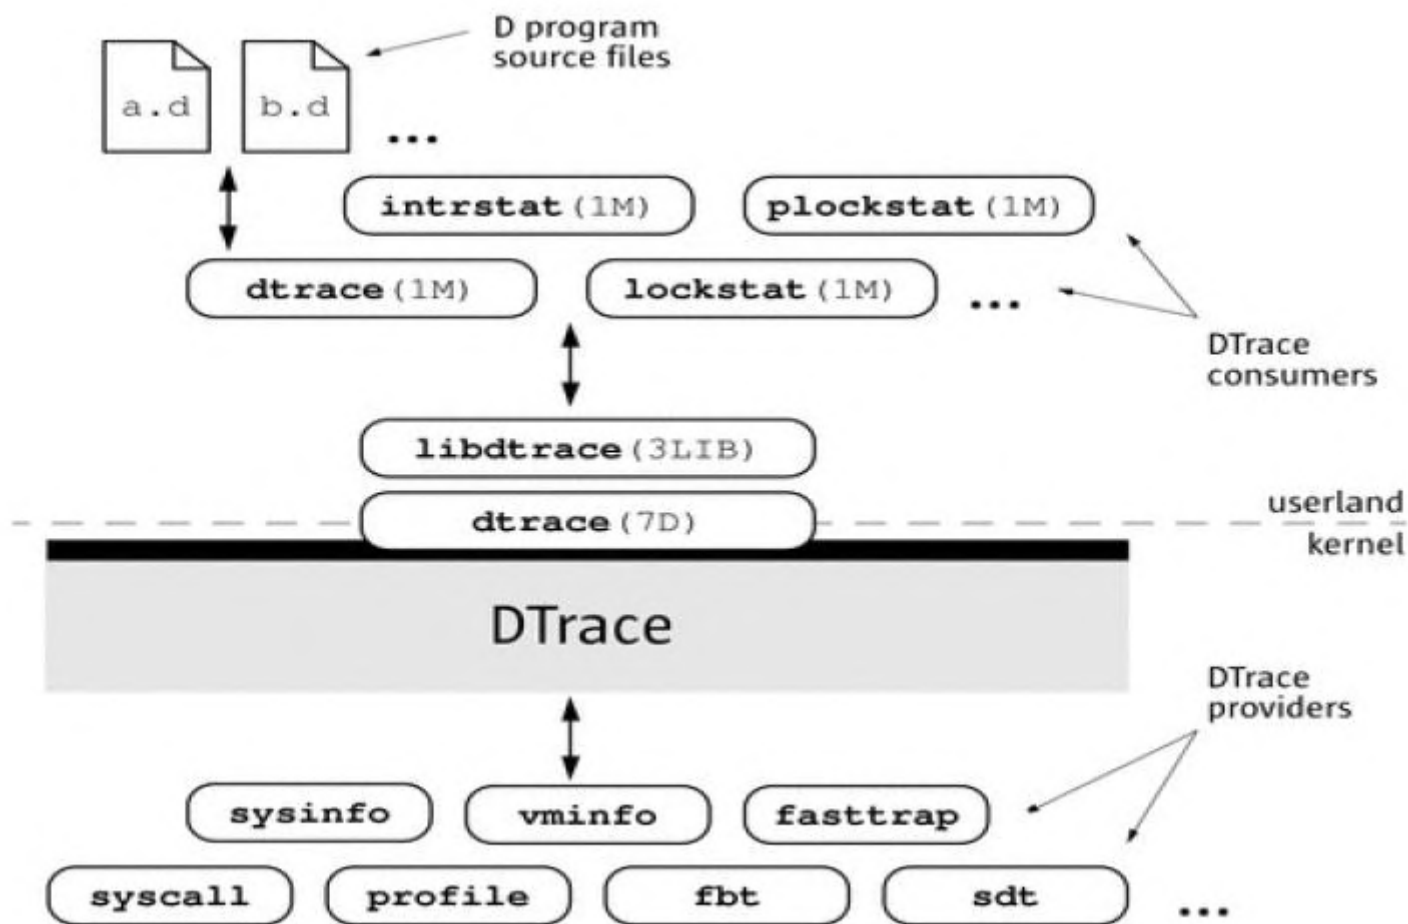 D program
source files
a.d
b.d
...
intrstat(1M)
plockstat(1M)
dtrace(1M)
lockstat(1M)
...
DTrace
consumers
libdtrace(3LIB)
userland
dtrace(7D)
kernel
DTrace
DTrace
providers
sysinfo
vminfo
fasttrap
syscall
profile
fbt
sdt
...